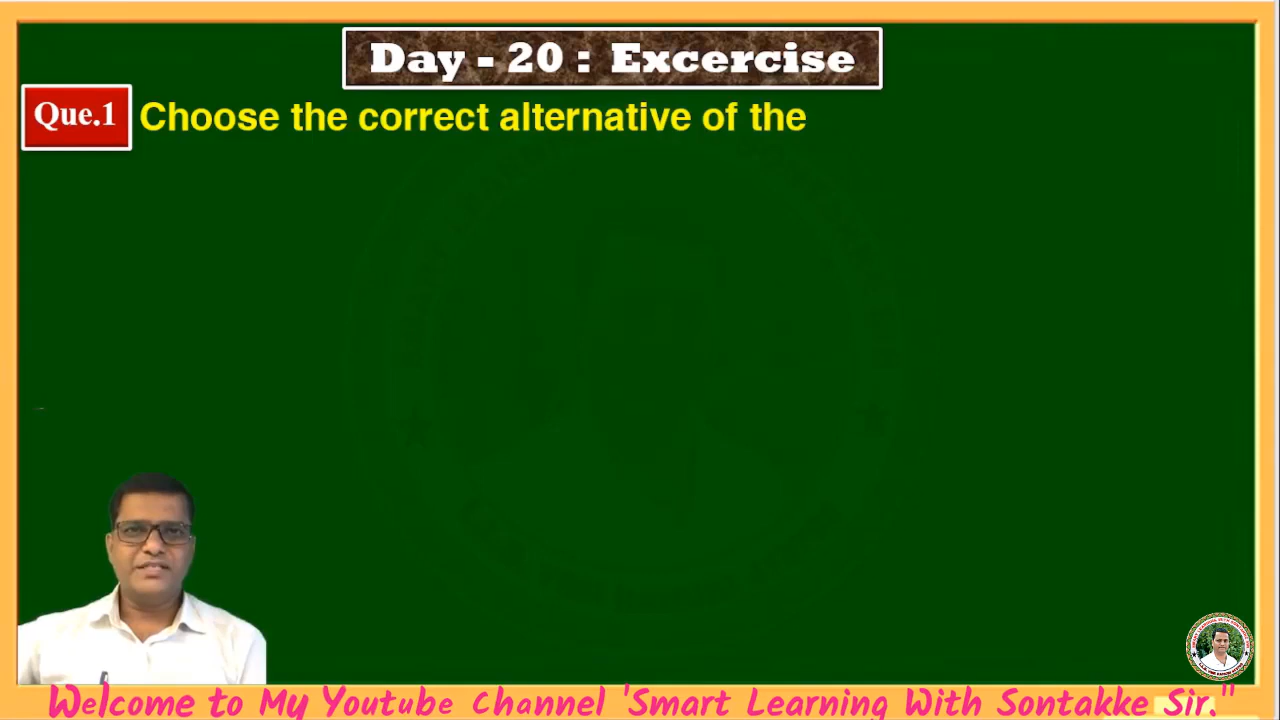 Day - 20 : Excercise
Que.1 Choose the correct alternative of the
Welcome to My Youtube Channel 'Smart Learning With Sontakke Sir."